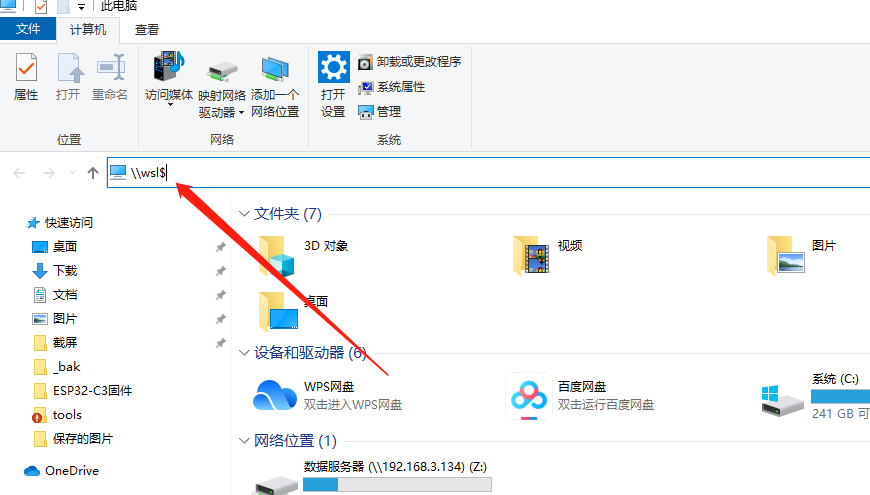 此电脑
文件 计算机 查看
属性 打开 重命名 访问媒体 映射网络驱动器 添加一个网络位置 打开设置 卸载或更改程序
系统属性
管理
位置 网络 系统
\\wsl$
快速访问
桌面
下载
文档
图片
截屏
_bak
ESP32-C3固件
tools
保存的图片
OneDrive
文件夹 (7)
3D 对象 视频 图片
桌面
设备和驱动器 (6)
WPS网盘
双击进入WPS网盘
百度网盘
双击运行百度网盘
系统 (C:)
241 GB 可
网络位置 (1)
数据服务器 (\\192.168.3.134) (Z:)